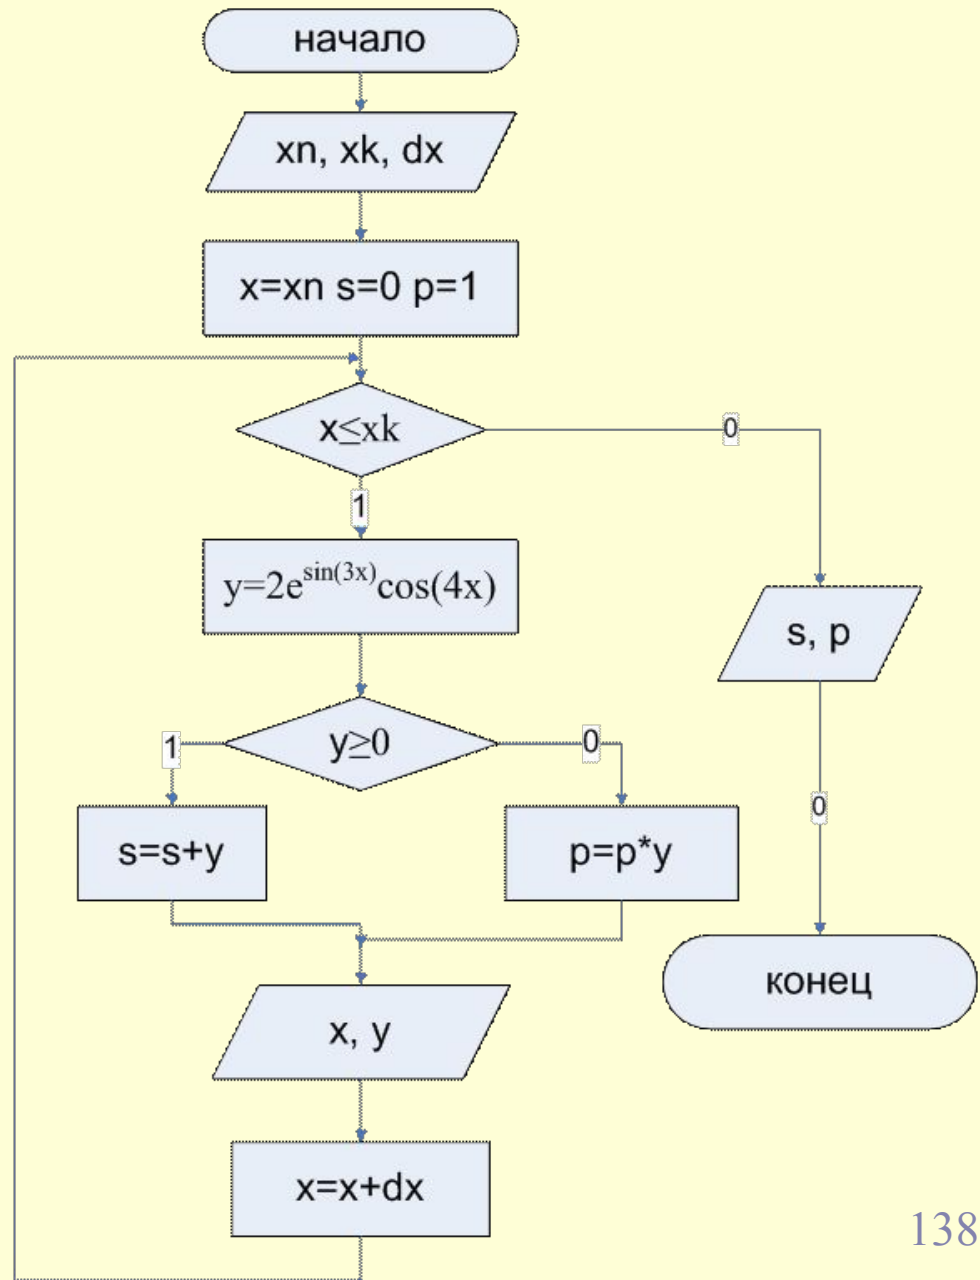 начало
xn, xk, dx
x=xn s=0 p=1
x≤xk
0
1
y=2e^sin(3x)cos(4x)
s, p
y≥0
1
0
s=s+y
p=p*y
0
конец
x, y
x=x+dx
138